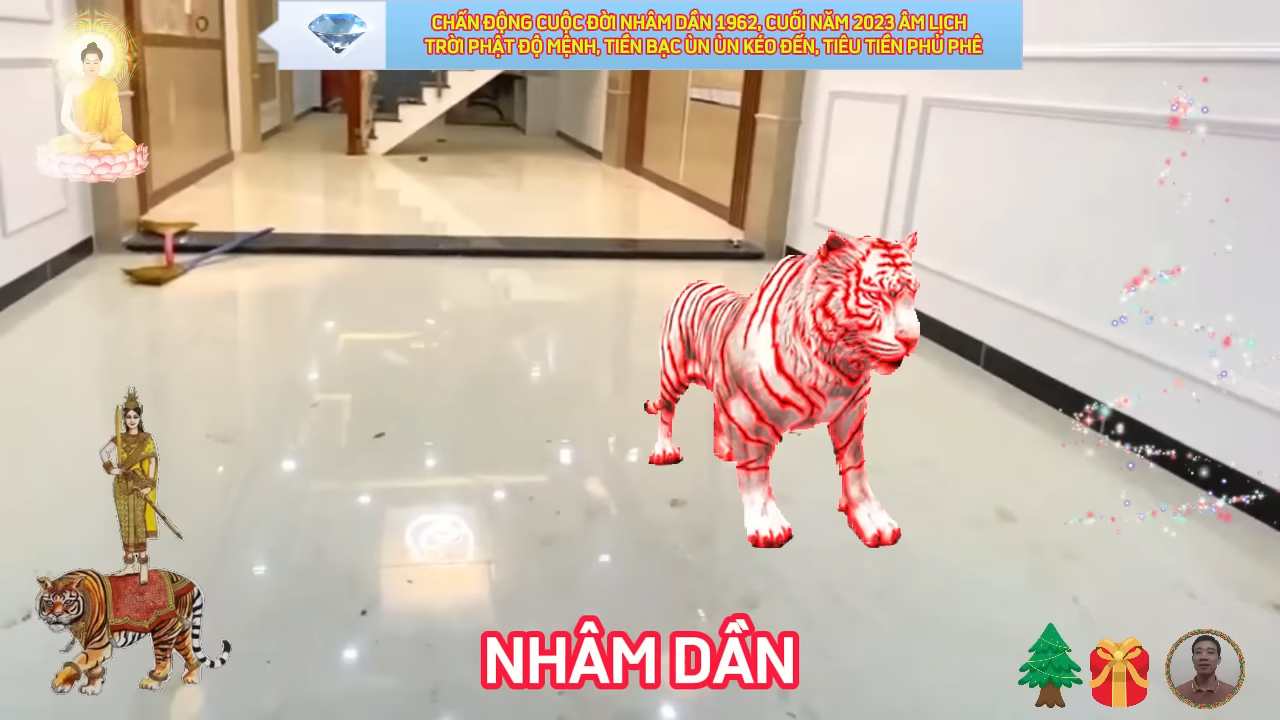 CHẤN ĐỘNG CUỘC ĐỜI NHÂM DẦN 1962, CUỐI NĂM 2023 ÂM LỊCH
TRỜI PHẬT ĐỘ MỆNH, TIỀN BẠC ÙN ÙN KÉO ĐẾN, TIÊU TIỀN PHỦ PHÊ
NHÂM DẦN